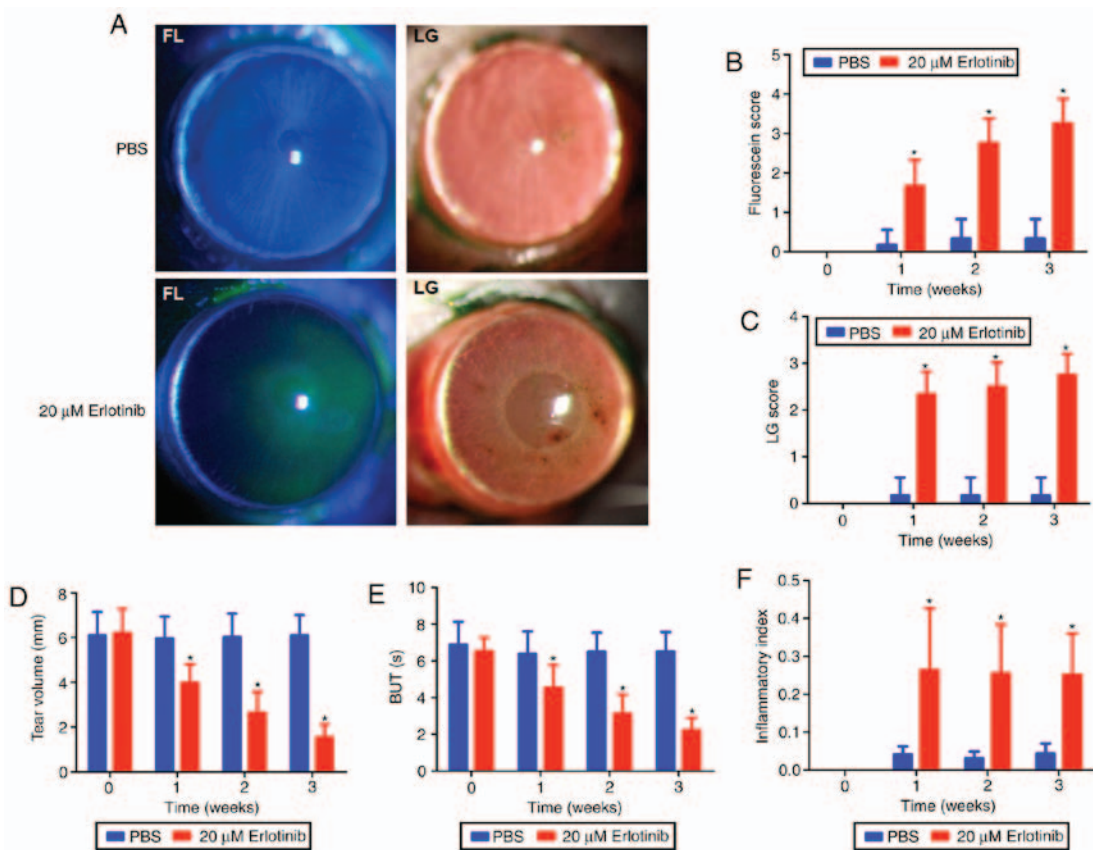 A
FL
LG
PBS
FL
LG
20 μM Erlotinib
B
PBS 20 μM Erlotinib
5
4
3
2
1
0
Fluorescein score
* * *
0 1 2 3
Time (weeks)
C
PBS 20 μM Erlotinib
4
3
2
1
0
LG score
* * *
0 1 2 3
Time (weeks)
D
8
6
4
2
0
Tear volume (mm)
* * *
0 1 2 3
Time (weeks)
PBS 20 μM Erlotinib
E
10
8
6
4
2
0
BUT (s)
* * *
0 1 2 3
Time (weeks)
PBS 20 μM Erlotinib
F
0.5
0.4
0.3
0.2
0.1
0.0
Inflammatory index
* * *
0 1 2 3
Time (weeks)
PBS 20 μM Erlotinib